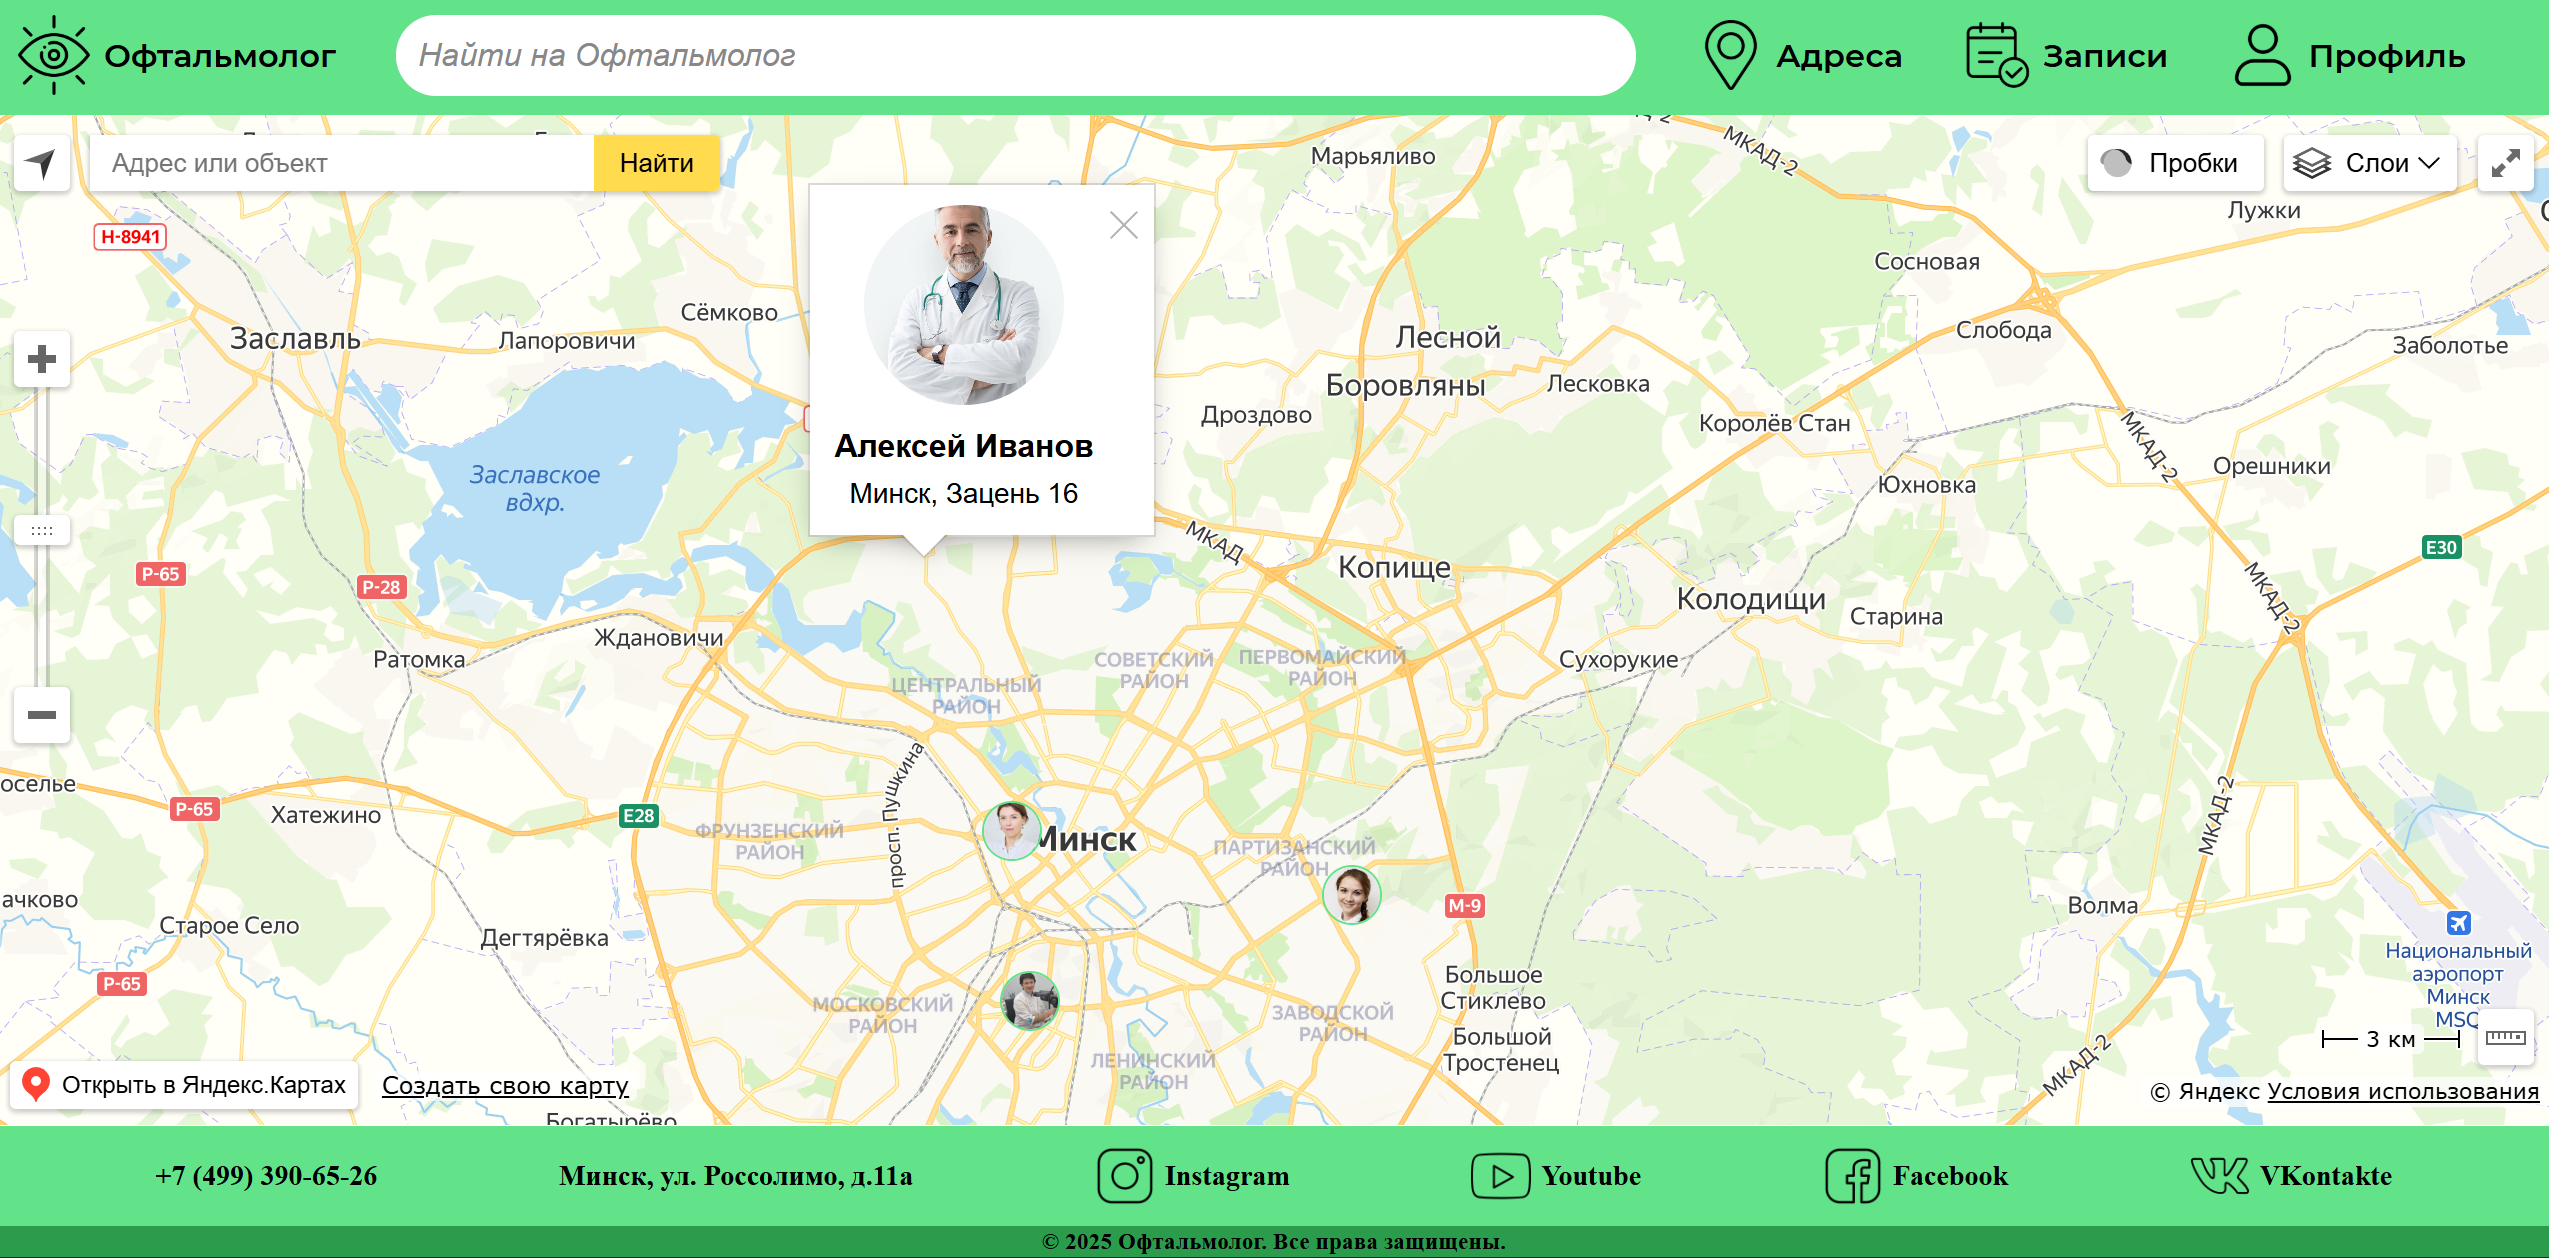 Офтальмолог
Найти на Офтальмолог
Адреса
Записи
Профиль
Адрес или объект
Найти
Пробки
Слои
Марьяливо
МКАД-2
Лужки
Н-8941
Сосновая
Сёмково
Заславль
Лапоровичи
Лесной
Слобода
Заболотье
Боровляны
Лесковка
Дроздово
Королёв Стан
МКАД-2
Алексей Иванов
Минск, Зацень 16
Заславское
вдхр.
Орешники
Юхновка
МКАД
E30
Копище
Р-65
Р-28
МКАД-2
Колодищи
Старина
Ждановичи
Ратомка
СОВЕТСКИЙ
РАЙОН
ПЕРВОМАЙСКИЙ
РАЙОН
Сухорукие
ЦЕНТРАЛЬНЫЙ
РАЙОН
просп. Пушкина
оселье
Р-65
Хатежино
E28
ФРУНЗЕНСКИЙ
РАЙОН
Минск
ПАРТИЗАНСКИЙ
РАЙОН
МКАД-2
ачково
Старое Село
Дегтярёвка
М-9
Волма
Национальный
аэропорт
Минск
MSQ
Р-65
МОСКОВСКИЙ
РАЙОН
Большое
Стиклево
ЗАВОДСКОЙ
РАЙОН
Большой
Тростенец
ЛЕНИНСКИЙ
РАЙОН
3 км
МКАД-2
Открыть в Яндекс.Картах
Создать свою карту
Богатырёво
© Яндекс Условия использования
+7 (499) 390-65-26
Минск, ул. Россолимо, д.11а
Instagram
Youtube
Facebook
VKontakte
© 2025 Офтальмолог. Все права защищены.